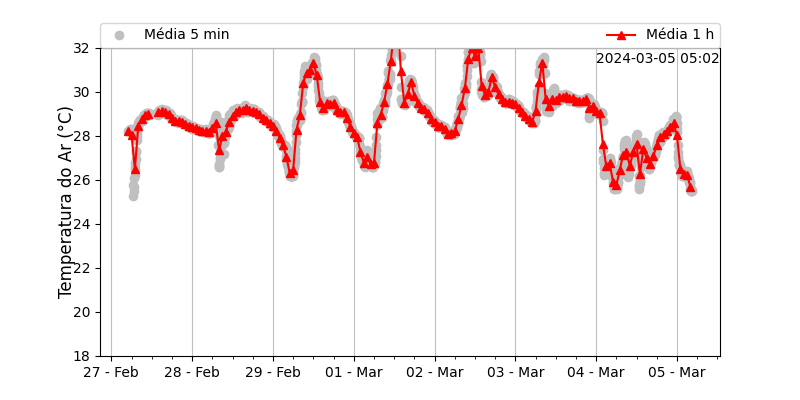 Média 5 min
Média 1 h
2024-03-05 05:02
Temperatura do Ar (°C)
32
30
28
26
24
22
20
18
27 - Feb
28 - Feb
29 - Feb
01 - Mar
02 - Mar
03 - Mar
04 - Mar
05 - Mar